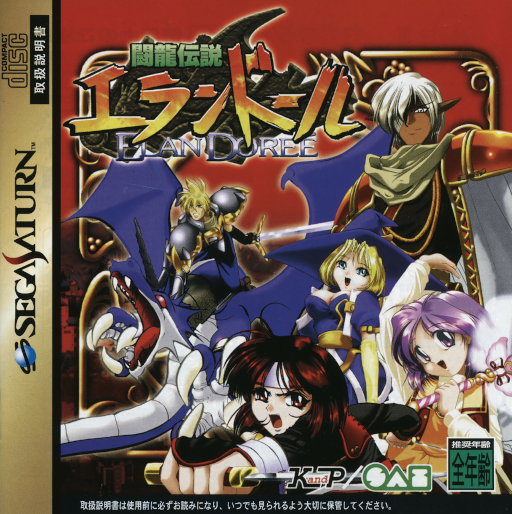 COMPACT
disc
取扱説明書
SEGA SATURN™
闘龍伝説
エランドール
ELAN DORÉE
KandP
推奨年齢
全年齢
取扱説明書は使用前に必ずお読みになり、いつでも見られるよう大切に保管してください。